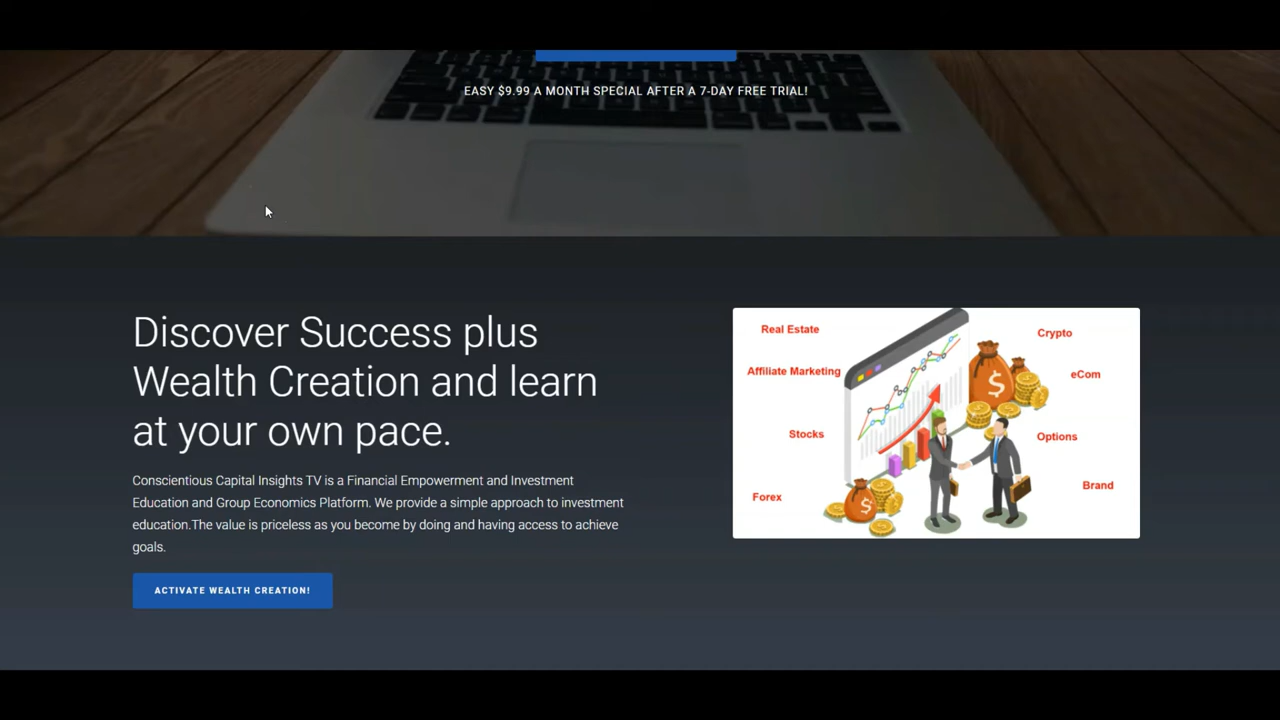 EASY $9.99 A MONTH SPECIAL AFTER A 7-DAY FREE TRIAL!
Discover Success plus
Wealth Creation and learn
at your own pace.
Conscientious Capital Insights TV is a Financial Empowerment and Investment
Education and Group Economics Platform. We provide a simple approach to investment
education.The value is priceless as you become by doing and having access to achieve
goals.
ACTIVATE WEALTH CREATION!
Real Estate
Crypto
Affiliate Marketing
eCom
Stocks
Options
Brand
Forex